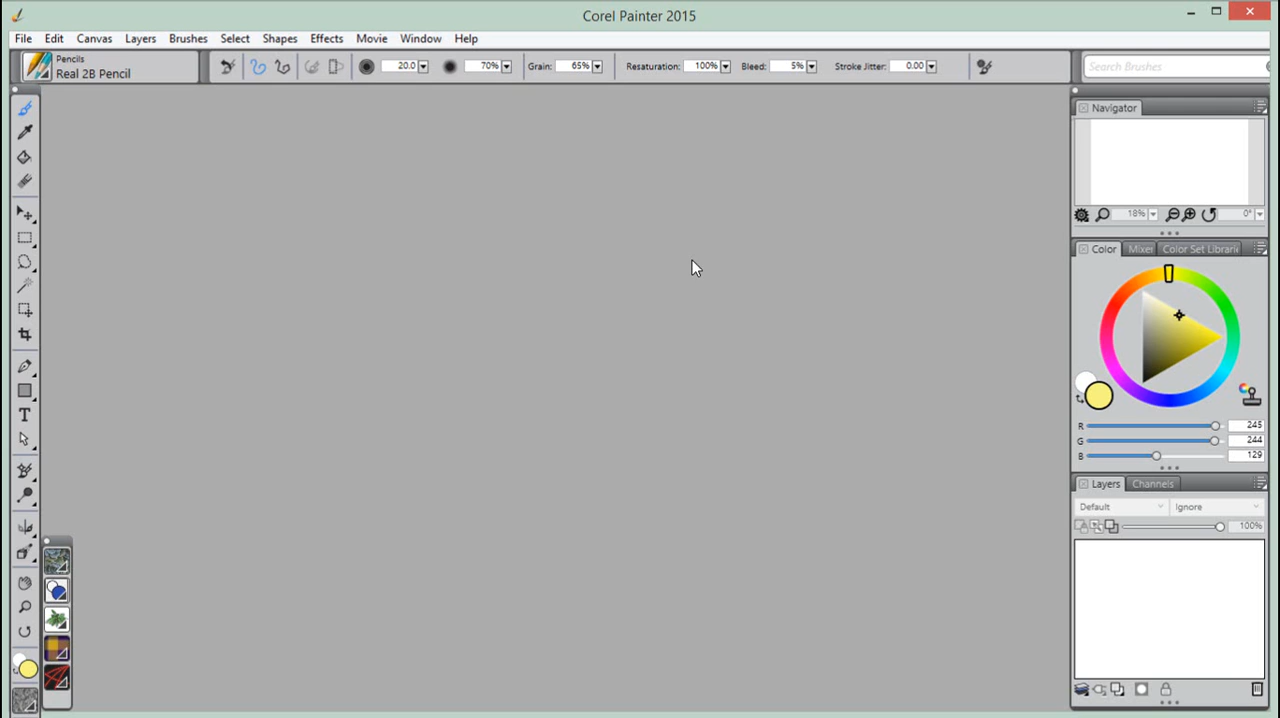 Corel Painter 2015
File Edit Canvas Layers Brushes Select Shapes Effects Movie Window Help
Pencils
Real 2B Pencil
20.0 70% Grain: 65% Resaturation: 100% Bleed: 5% Stroke Jitter: 0.00
Search Brushes
Navigator
18% 0°
Color Mixer Color Set Librari
R 245
G 244
B 129
Layers Channels
Default Ignore
100%
T